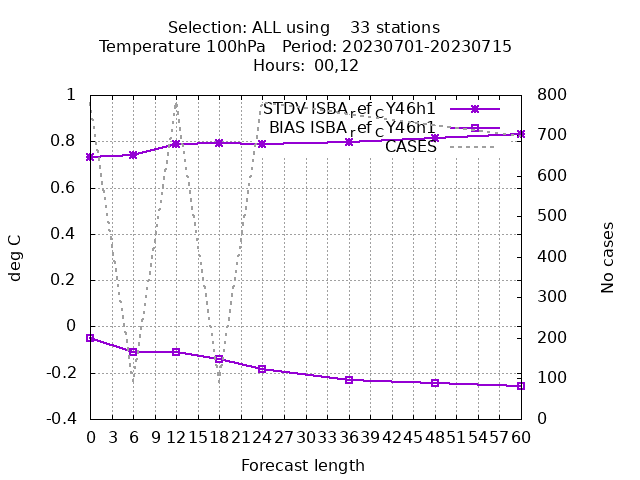 Selection: ALL using    33 stations
Temperature 100hPa   Period: 20230701-20230715
Hours:  00,12
STDV ISBA_ref_CY46h1
BIAS ISBA_ref_CY46h1
CASES
deg C
1
0.8
0.6
0.4
0.2
0
-0.2
-0.4
800
700
600
500
400
300
200
100
0
No cases
0 3 6 9 12 15 18 21 24 27 30 33 36 39 42 45 48 51 54 57 60
Forecast length